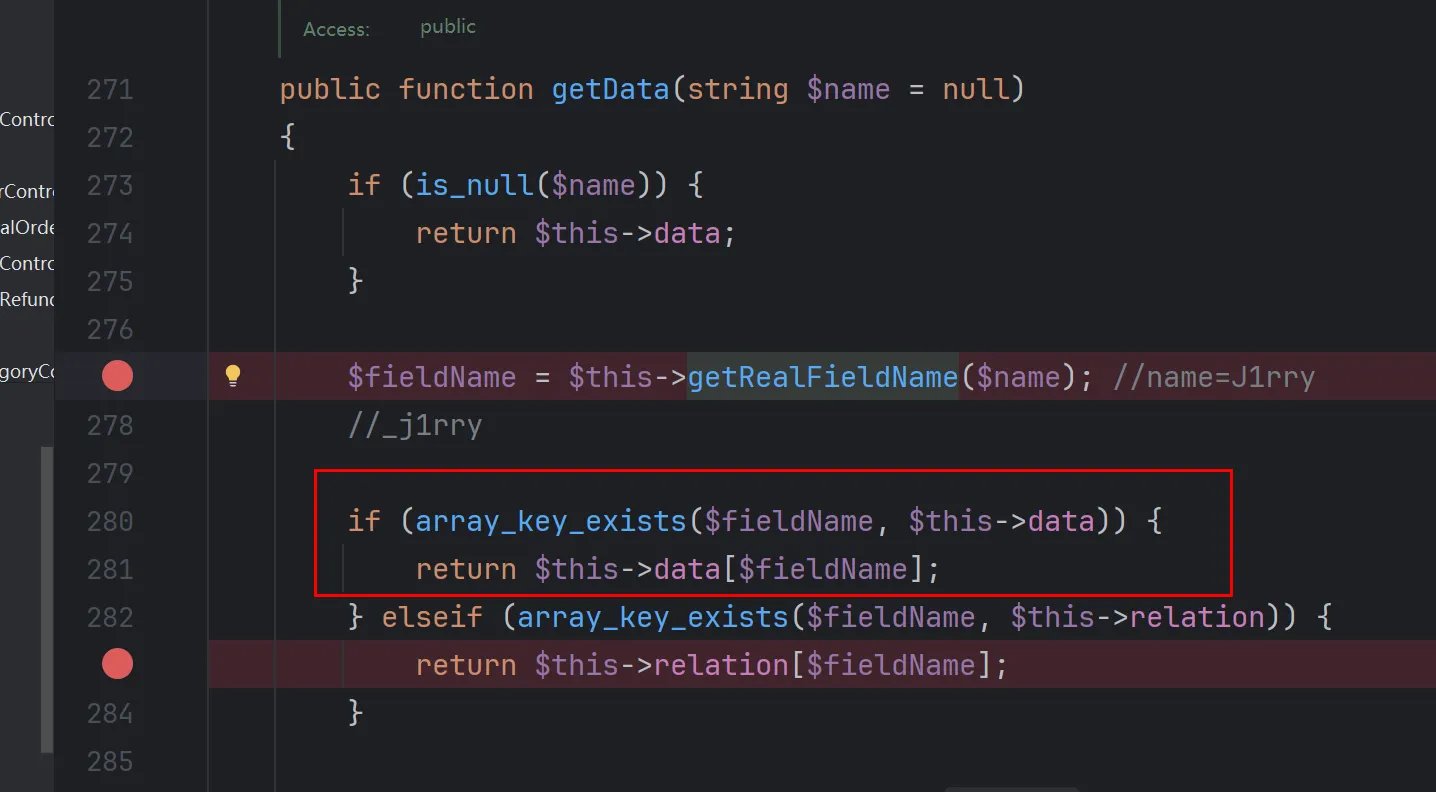 Access: public
271 public function getData(string $name = null)
Contro
272 {
273 if (is_null($name)) {
rContro
274 return $this->data;
alOrde
275 }
Contro
Refund
276
goryCo
$fieldName = $this->getRealFieldName($name); //name=J1rry
278 //_j1rry
279
280 if (array_key_exists($fieldName, $this->data)) {
281 return $this->data[$fieldName];
282 } elseif (array_key_exists($fieldName, $this->relation)) {
return $this->relation[$fieldName];
284 }
285